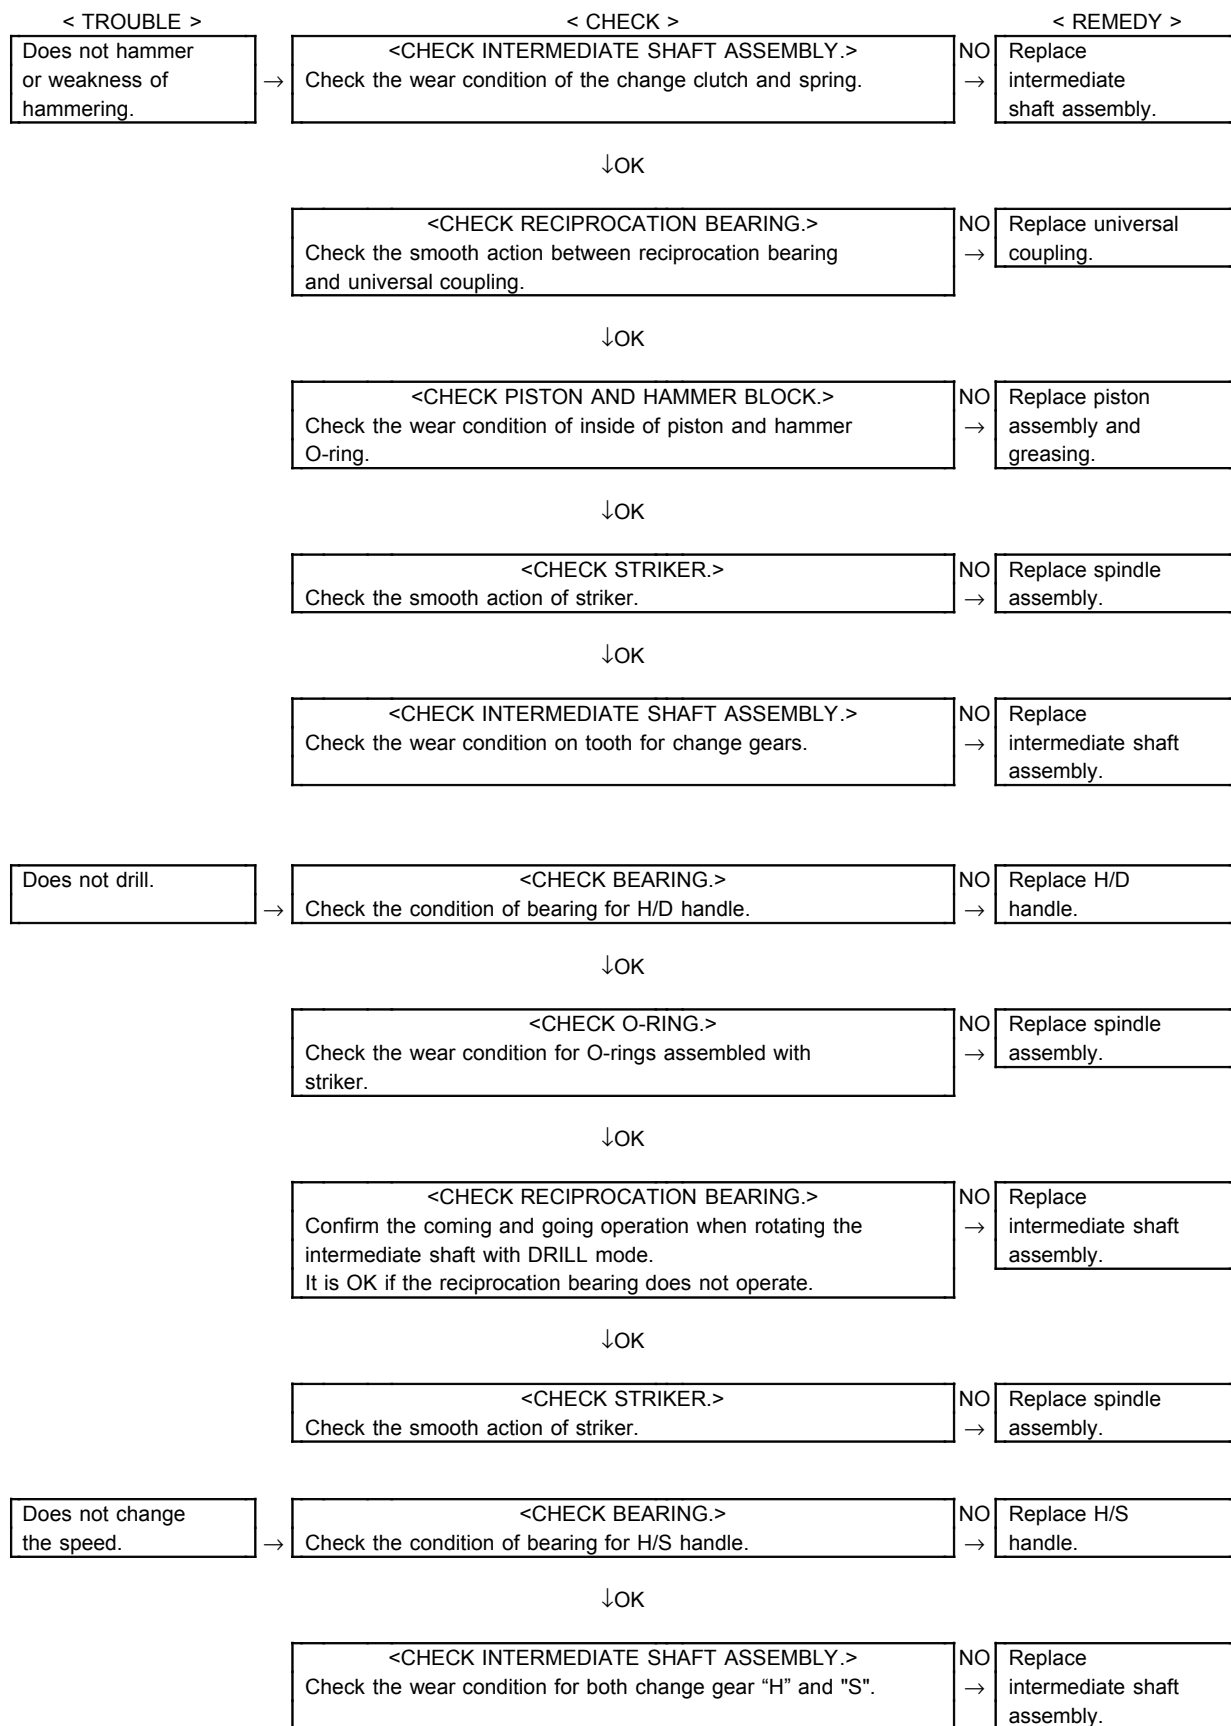 < TROUBLE > < CHECK > < REMEDY >
Does not hammer <CHECK INTERMEDIATE SHAFT ASSEMBLY.> NO Replace
or weakness of → Check the wear condition of the change clutch and spring. → intermediate
hammering. shaft assembly.
↓OK
<CHECK RECIPROCATION BEARING.> NO Replace universal
Check the smooth action between reciprocation bearing → coupling.
and universal coupling.
↓OK
<CHECK PISTON AND HAMMER BLOCK.> NO Replace piston
Check the wear condition of inside of piston and hammer → assembly and
O-ring. greasing.
↓OK
<CHECK STRIKER.> NO Replace spindle
Check the smooth action of striker. → assembly.
↓OK
<CHECK INTERMEDIATE SHAFT ASSEMBLY.> NO Replace
Check the wear condition on tooth for change gears. → intermediate shaft
assembly.
Does not drill. <CHECK BEARING.> NO Replace H/D
→ Check the condition of bearing for H/D handle. → handle.
↓OK
<CHECK O-RING.> NO Replace spindle
Check the wear condition for O-rings assembled with → assembly.
striker.
↓OK
<CHECK RECIPROCATION BEARING.> NO Replace
Confirm the coming and going operation when rotating the → intermediate shaft
intermediate shaft with DRILL mode. assembly.
It is OK if the reciprocation bearing does not operate.
↓OK
<CHECK STRIKER.> NO Replace spindle
Check the smooth action of striker. → assembly.
Does not change <CHECK BEARING.> NO Replace H/S
the speed. → Check the condition of bearing for H/S handle. → handle.
↓OK
<CHECK INTERMEDIATE SHAFT ASSEMBLY.> NO Replace
Check the wear condition for both change gear “H” and "S". → intermediate shaft
assembly.